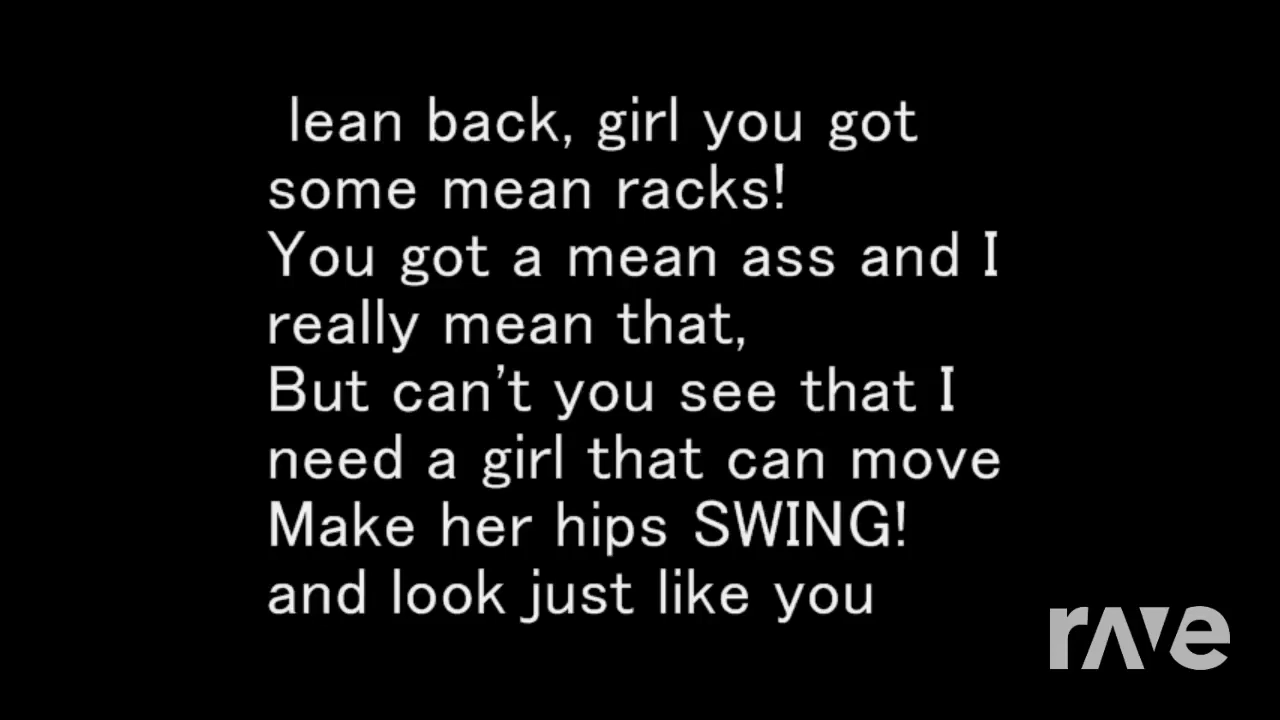 lean back, girl you got
some mean racks!
You got a mean ass and I
really mean that,
But can't you see that I
need a girl that can move
Make her hips SWING!
and look just like you
rave